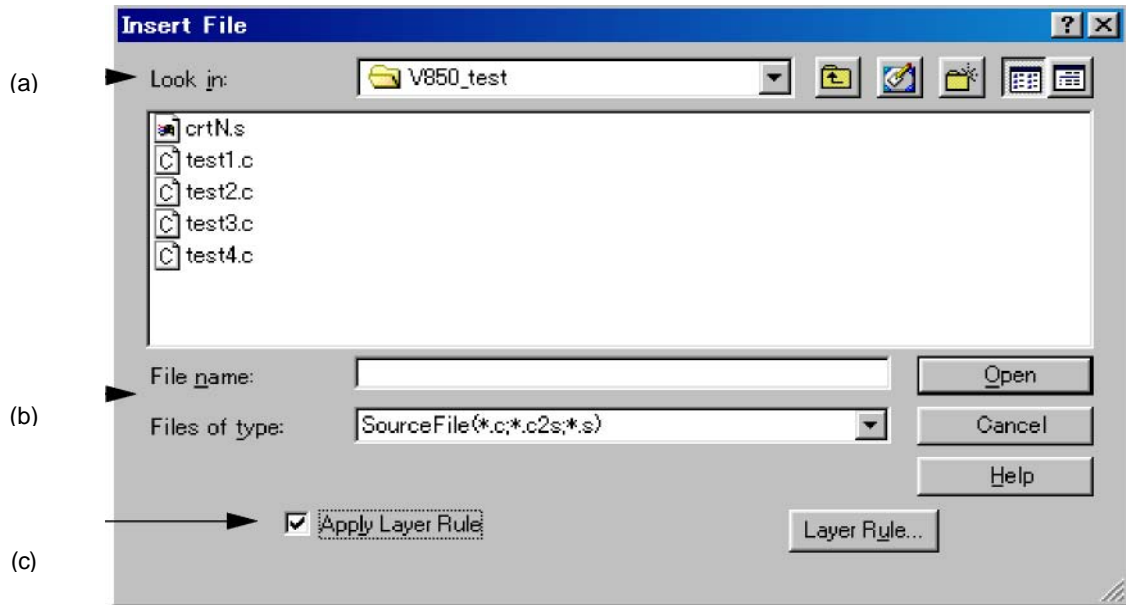 Insert File
(a)
Look in:
V850_test
crtN.s
test1.c
test2.c
test3.c
test4.c
File name:
Open
(b)
Files of type:
SourceFile(*.c;*.c2s;*.s)
Cancel
Help
Apply Layer Rule
Layer Rule...
(c)